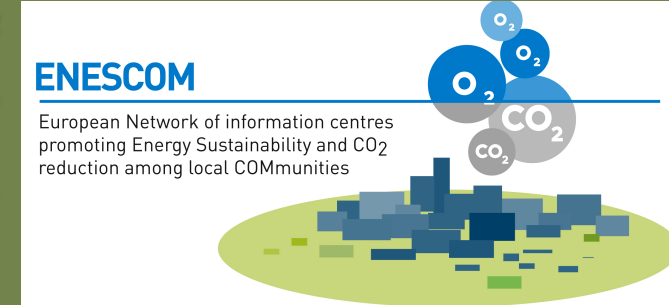 ENESCOM
European Network of information centres
promoting Energy Sustainability and CO2
reduction among local COMmunities
O2
O2
O2
CO2
CO2